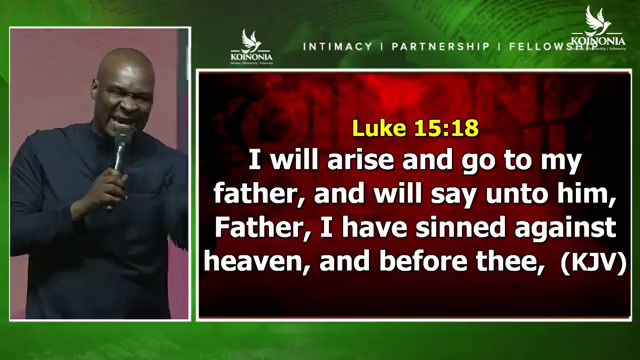 KOINONIA
INTIMACY | PARTNERSHIP | FELLOWSHIP
KOINONIA
Luke 15:18
I will arise and go to my
father, and will say unto him,
Father, I have sinned against
heaven, and before thee, (KJV)